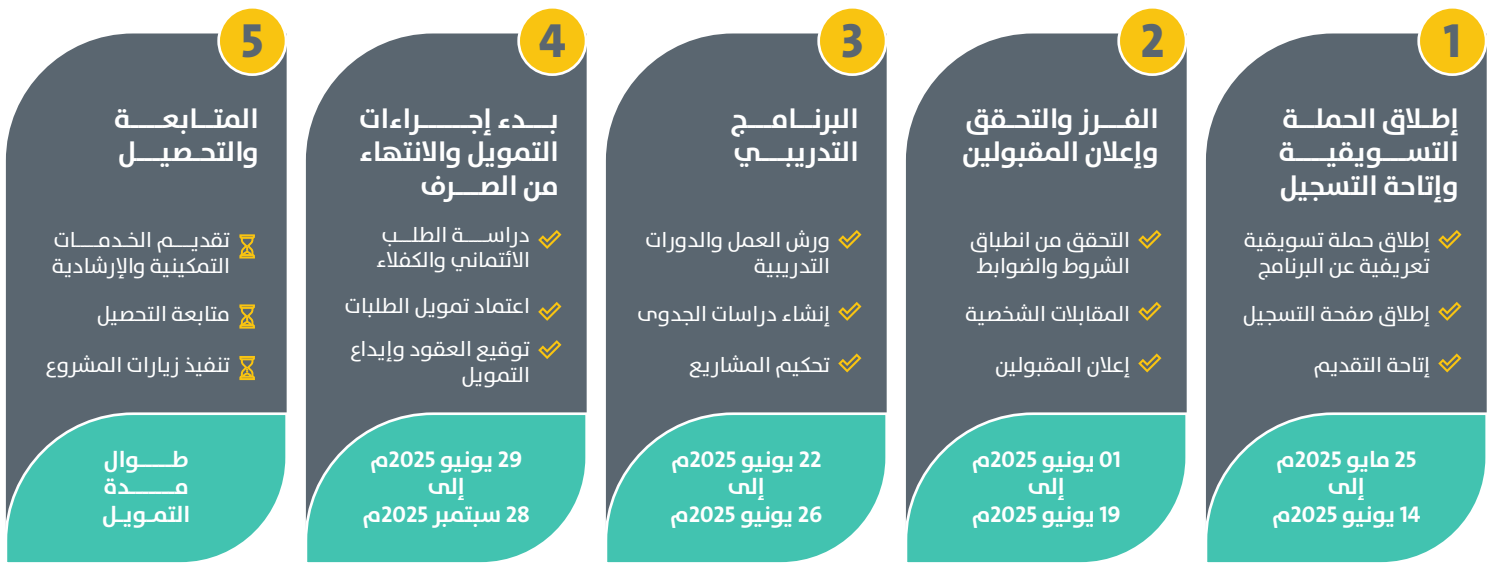 1
إطلاق الحملة
التسويقية
وإتاحة التسجيل
إطلاق حملة تسويقية
تعريفية عن البرنامج
إطلاق صفحة التسجيل
إتاحة التقديم
25 مايو 2025م
إلى
14 يونيو 2025م
2
الفرز والتحقق
وإعلان المقبولين
التحقق من انطباق
الشروط والضوابط
المقابلات الشخصية
إعلان المقبولين
01 يونيو 2025م
إلى
19 يونيو 2025م
3
البرنامج
التدريبي
ورش العمل والدورات
التدريبية
إنشاء دراسات الجدوى
تحكيم المشاريع
22 يونيو 2025م
إلى
26 يونيو 2025م
4
بدء إجراءات
التمويل والانتهاء
من الصرف
دراسة الطلب
الائتماني والكفلاء
اعتماد تمويل الطلبات
توقيع العقود وإيداع
التمويل
29 يونيو 2025م
إلى
28 سبتمبر 2025م
5
المتابعة
والتحصيل
تقديم الخدمات
التمكينية والإرشادية
متابعة التحصيل
تنفيذ زيارات المشروع
طوال
مدة
التمويل